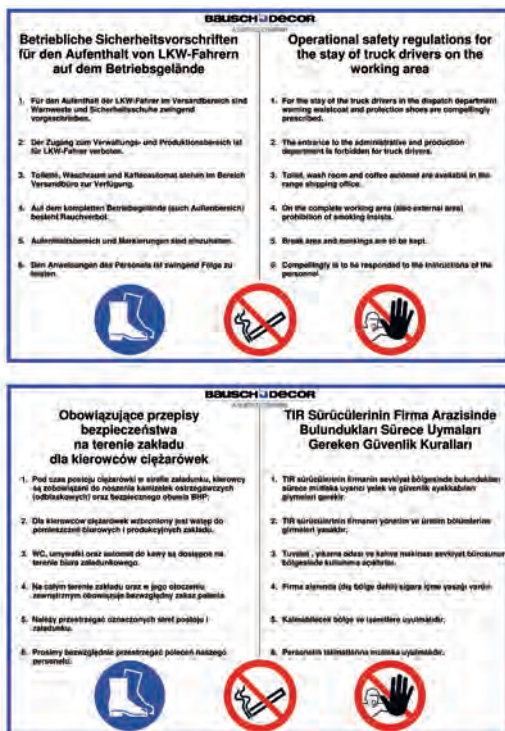 BAUSCH DECOR
Betriebliche Sicherheitsvorschriften
für den Aufenthalt von LKW-Fahrern
auf dem Betriebsgelände
1. Für den Aufenthalt der LKW-Fahrer im Versandbereich sind
Warnweste und Sicherheitsschuhe zwingend
vorgeschrieben.
2. Der Zugang zum Verwaltungs- und Produktionsbereich ist
für LKW-Fahrer verboten.
3. Toilette, Waschraum und Kaffeeautomat stehen im Bereich
Versandbüro zur Verfügung.
4. Auf dem kompletten Betriebsgelände (auch Außenbereich)
besteht Rauchverbot.
5. Aufenthaltsbereich und Markierungen sind einzuhalten.
6. Den Anweisungen des Personals ist zwingend Folge zu
leisten.
Operational safety regulations for
the stay of truck drivers on the
working area
1. For the stay of the truck drivers in the dispatch department
warning waistcoat and protection shoes are compellingly
prescribed.
2. The entrance to the administrative and production
department is forbidden for truck drivers.
3. Toilet, wash room and coffee automat are available in the
range shipping office.
4. On the complete working area (also external area)
prohibition of smoking insists.
5. Break area and markings are to be kept.
6. Compellingly is to be responded to the instructions of the
personnel.
BAUSCH DECOR
Obowiązujące przepisy
bezpieczeństwa
na terenie zakładu
dla kierowców ciężarówek
1. Pod czas postoju ciężarówki w strefie załadunku, kierowcy
są zobowiązani do noszenia kamizelek ostrzegawczych
(odblaskowych) oraz bezpiecznego obuwia BHP.
2. Dla kierowców ciężarówek wzbroniony jest wstęp do
pomieszczeń biurowych i produkcyjnych zakładu.
3. WC, umywalki oraz automat do kawy są dostępne na
terenie biura załadunkowego.
4. Na całym terenie zakładu oraz w jego otoczeniu
zewnętrznym obowiązuje bezwzględny zakaz palenia.
5. Należy przestrzegać oznaczonych stref postoju i
załadunku.
6. Prosimy bezwzględnie przestrzegać poleceń naszego
personelu.
TIR Sürücülerinin Firma Arazisinde
Bulundukları Sürece Uymaları
Gereken Güvenlik Kuralları
1. TIR sürücülerinin firmanın sevkiyat bölgesinde bulundukları
sürece mutlaka uyarıcı yelek ve güvenlik ayakkabıları
giymeleri gerekir.
2. TIR sürücülerinin firmanın yönetim ve üretim bölümlerine
girmeleri yasaktır.
3. Tuvalet, yıkama odası ve kahve makinası sevkiyat bürosunun
bölgesinde kullanıma açıktır.
4. Firma alanında (dış bölge dahil) sigara içme yasağı vardır.
5. Kalınabilecek bölge ve işaretlere uyulmalıdır.
6. Personelin talimatlarına mutlaka uyulmalıdır.